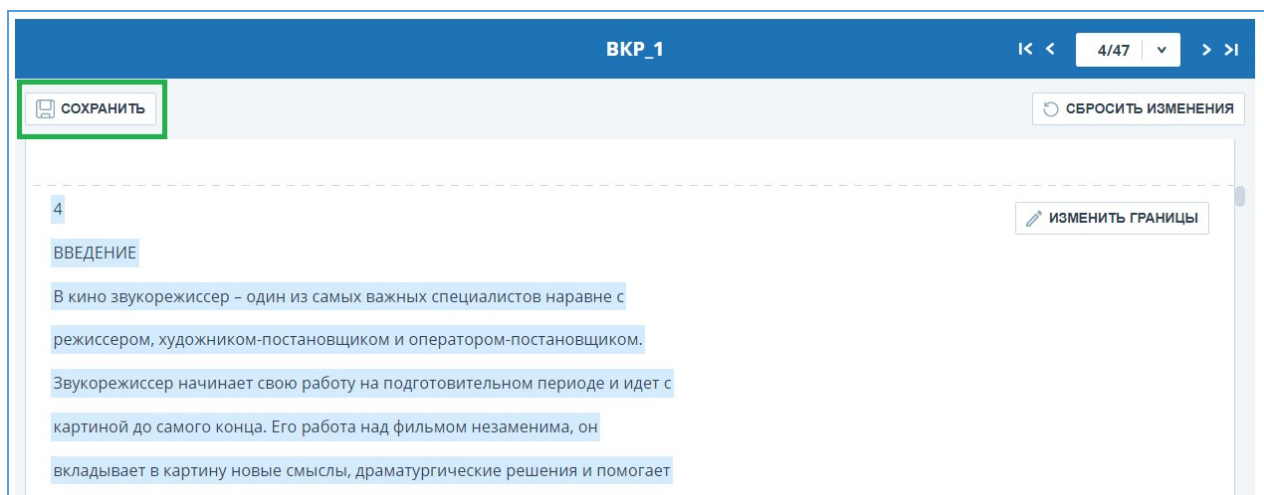 ВКР_1
4/47
СОХРАНИТЬ
СБРОСИТЬ ИЗМЕНЕНИЯ
4
ИЗМЕНИТЬ ГРАНИЦЫ
ВВЕДЕНИЕ
В кино звукорежиссер – один из самых важных специалистов наравне с
режиссером, художником-постановщиком и оператором-постановщиком.
Звукорежиссер начинает свою работу на подготовительном периоде и идет с
картиной до самого конца. Его работа над фильмом незаменима, он
вкладывает в картину новые смыслы, драматургические решения и помогает